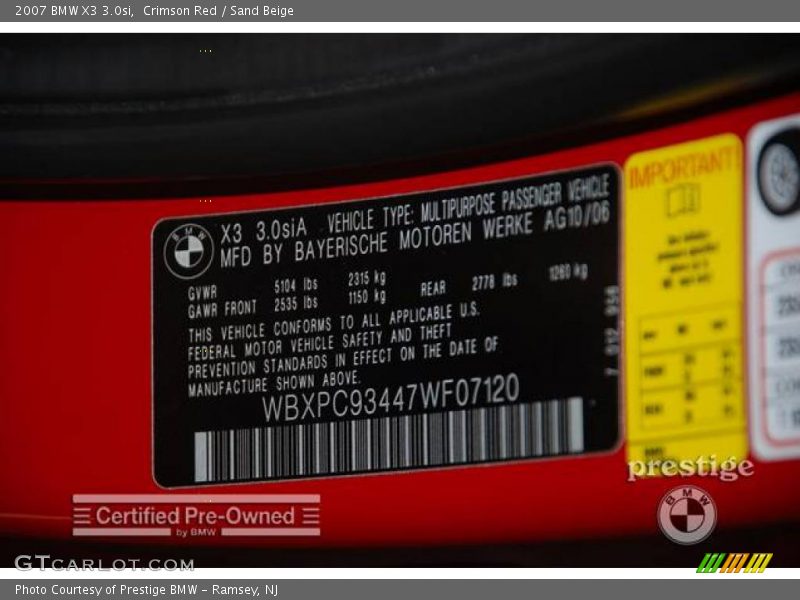 2007 BMW X3 3.0si, Crimson Red / Sand Beige
BMW
X3 3.0siA VEHICLE TYPE: MULTIPURPOSE PASSENGER VEHICLE
MFD BY BAYERISCHE MOTOREN WERKE AG10/06
GVWR 5104 lbs 2315 kg
GAWR FRONT 2535 lbs 1150 kg REAR 2778 lbs 1260 kg
THIS VEHICLE CONFORMS TO ALL APPLICABLE U.S.
FEDERAL MOTOR VEHICLE SAFETY AND THEFT
PREVENTION STANDARDS IN EFFECT ON THE DATE OF
MANUFACTURE SHOWN ABOVE.
WBXPC93447WF07120
IMPORTANT!
prestige
BMW
Certified Pre-Owned
by BMW
GTCARLOT.COM
Photo Courtesy of Prestige BMW - Ramsey, NJ